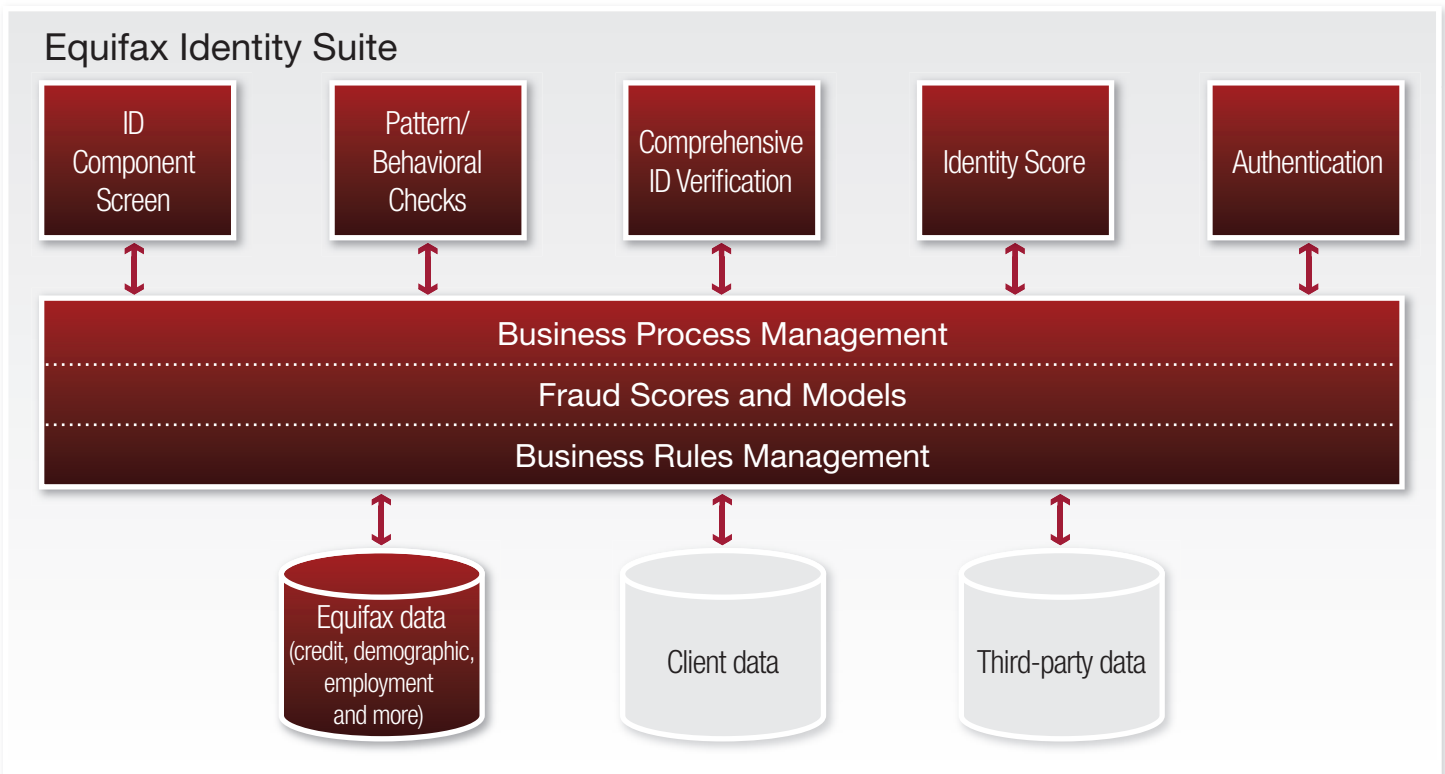 Equifax Identity Suite
ID
Component
Screen
Pattern/
Behavioral
Checks
Comprehensive
ID Verification
Identity Score
Authentication
Business Process Management
Fraud Scores and Models
Business Rules Management
Equifax data
(credit, demographic,
employment
and more)
Client data
Third-party data